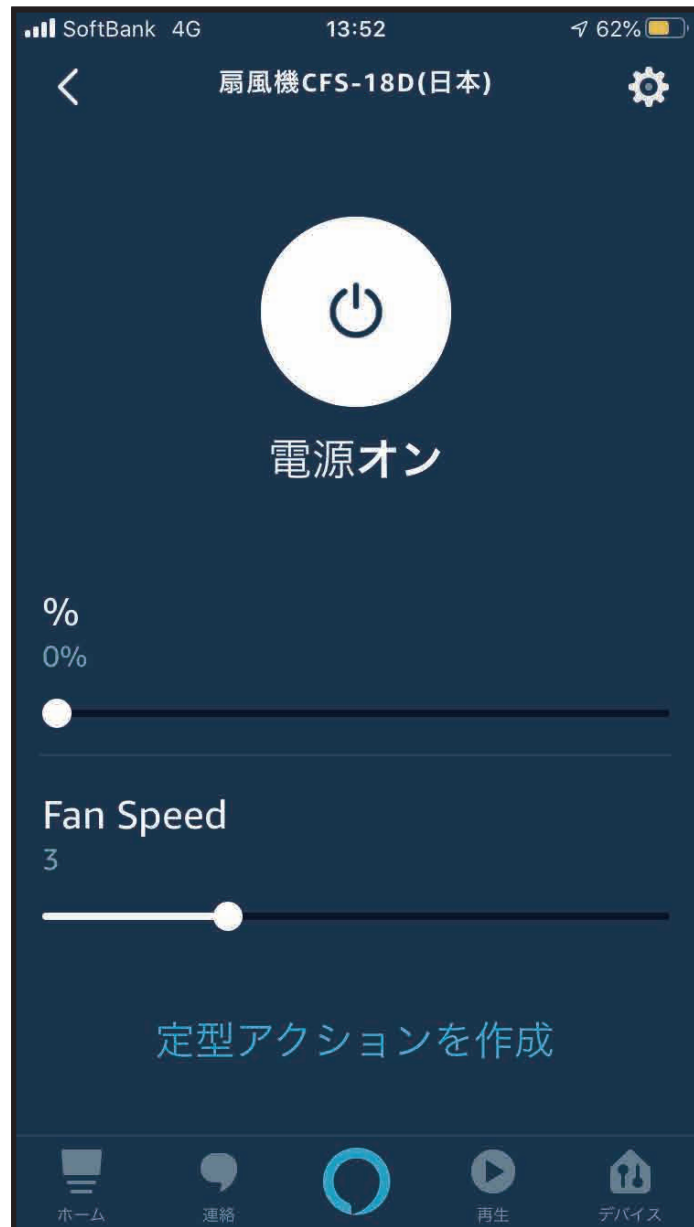 SoftBank 4G 13:52 62%
扇風機CFS-18D(日本)
電源オン
%
0%
Fan Speed
3
定型アクションを作成
ホーム 連絡 再生 デバイス